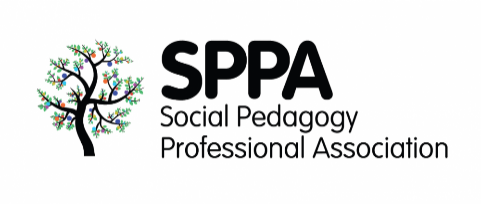 SPPA
Social Pedagogy
Professional Association